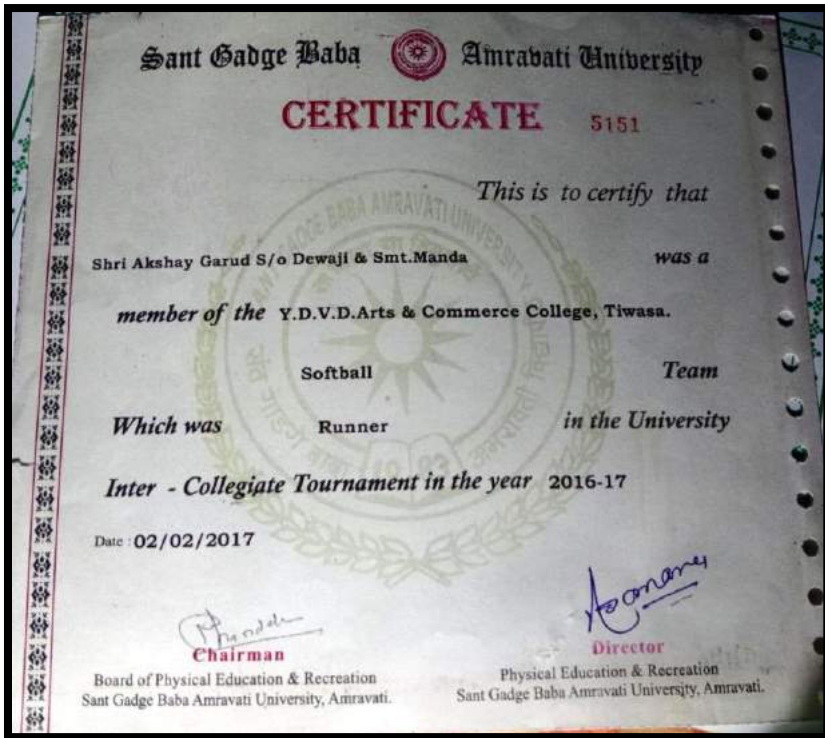 Sant Gadge Baba Amravati University
CERTIFICATE 5151
This is to certify that
Shri Akshay Garud S/o Dewaji & Smt.Manda was a
member of the Y.D.V.D.Arts & Commerce College, Tiwasa.
Softball Team
Which was Runner in the University
Inter - Collegiate Tournament in the year 2016-17
Date : 02/02/2017
Chairman
Board of Physical Education & Recreation
Sant Gadge Baba Amravati University, Amravati.
Director
Physical Education & Recreation
Sant Gadge Baba Amravati University, Amravati.